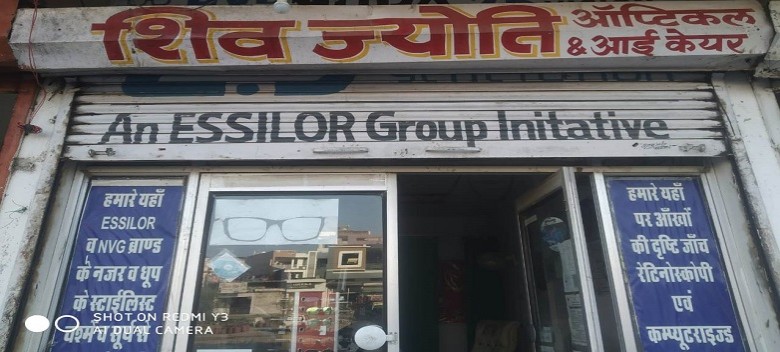 शिव ज्योति ऑप्टिकल
& आई केयर
An ESSILOR Group Initative
हमारे यहाँ
ESSILOR
व NVG ब्राण्ड
के नजर व धूप
के स्टाईलिस्ट
हमारे यहाँ
पर आँखों
की दृष्टि जाँच
रेटिनोस्कोपी
एवं
कम्प्यूटराइज्ड
SHOT ON REDMI Y3
AI DUAL CAMERA